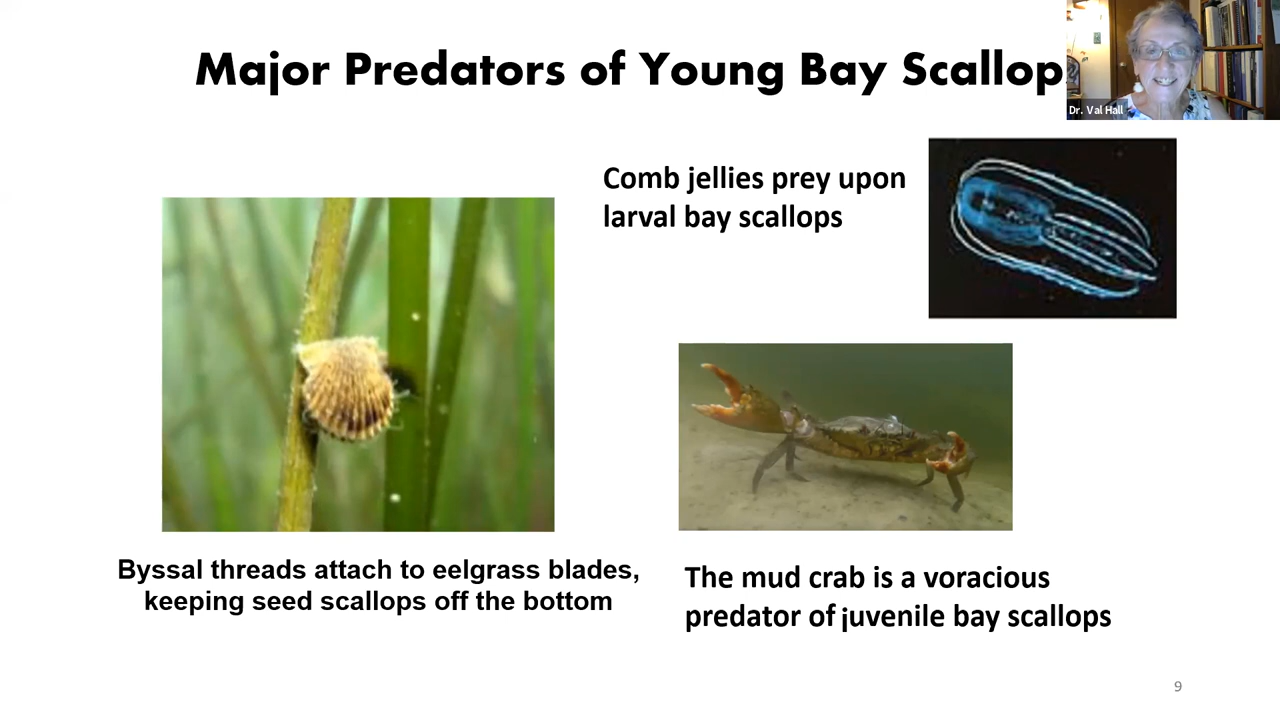 Major Predators of Young Bay Scallop
Dr. Val Hall
Comb jellies prey upon
larval bay scallops
Byssal threads attach to eelgrass blades,
keeping seed scallops off the bottom
The mud crab is a voracious
predator of juvenile bay scallops
9